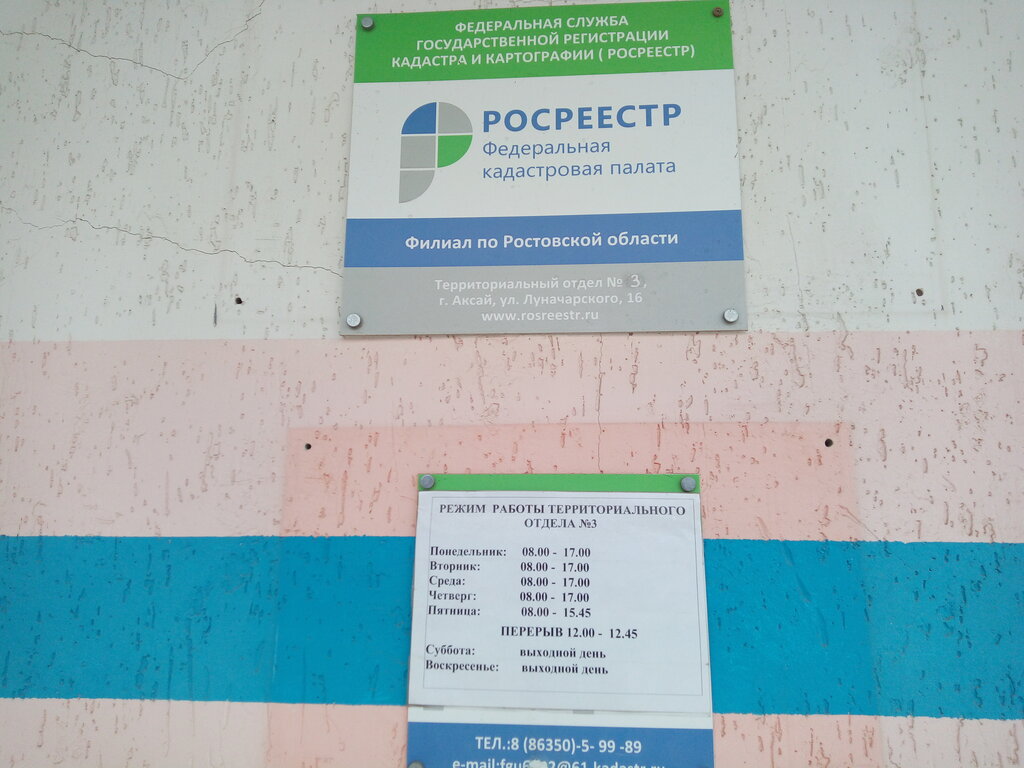 ФЕДЕРАЛЬНАЯ СЛУЖБА
ГОСУДАРСТВЕННОЙ РЕГИСТРАЦИИ
КАДАСТРА И КАРТОГРАФИИ ( РОСРЕЕСТР)
РОСРЕЕСТР
Федеральная
кадастровая палата
Филиал по Ростовской области
Территориальный отдел № 3,
г. Аксай, ул. Луначарского, 16
www.rosreestr.ru
РЕЖИМ РАБОТЫ ТЕРРИТОРИАЛЬНОГО
ОТДЕЛА №3
Понедельник: 08.00 - 17.00
Вторник: 08.00 - 17.00
Среда: 08.00 - 17.00
Четверг: 08.00 - 17.00
Пятница: 08.00 - 15.45
ПЕРЕРЫВ 12.00 - 12.45
Суббота: выходной день
Воскресенье: выходной день
ТЕЛ.:8 (86350)-5- 99 -89